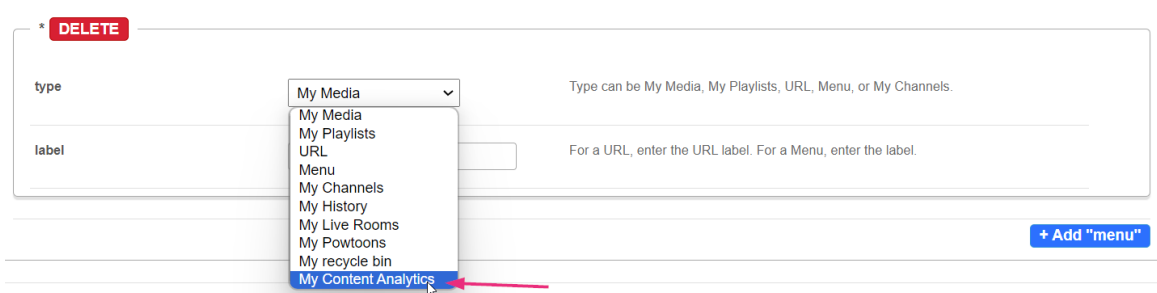 * DELETE
type
My Media
Type can be My Media, My Playlists, URL, Menu, or My Channels.
My Media
My Playlists
label
URL
For a URL, enter the URL label. For a Menu, enter the label.
Menu
My Channels
My History
My Live Rooms
My Powtoons
+ Add "menu"
My recycle bin
My Content Analytics